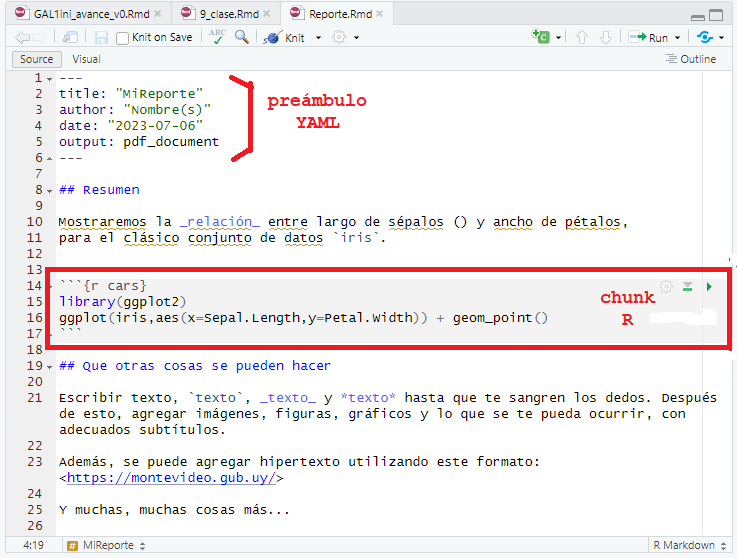 GAL1ini_avance_v0.Rmd × 9_clase.Rmd × Reporte.Rmd ×
Knit on Save ABC Knit Run
Source Visual Outline
1 ---
2 title: "MiReporte"
3 author: "Nombre(s)"
4 date: "2023-07-06"
5 output: pdf_document
6 ---
preámbulo
YAML
7
8 ## Resumen
9
10 Mostraremos la _relación_ entre largo de sépalos () y ancho de pétalos,
11 para el clásico conjunto de datos `iris`.
12
13
14 ```{r cars}
15 library(ggplot2)
16 ggplot(iris,aes(x=Sepal.Length,y=Petal.Width)) + geom_point()
17 ```
chunk
R
18
19 ## Que otras cosas se pueden hacer
20
21 Escribir texto, `texto`, _texto_ y *texto* hasta que te sangren los dedos. Después
de esto, agregar imágenes, figuras, gráficos y lo que se te pueda ocurrir, con
adecuados subtítulos.
22
23 Además, se puede agregar hipertexto utilizando este formato:
<https://montevideo.gub.uy/>
24
25 Y muchas, muchas cosas más...
26
4:19 # MiReporte R Markdown